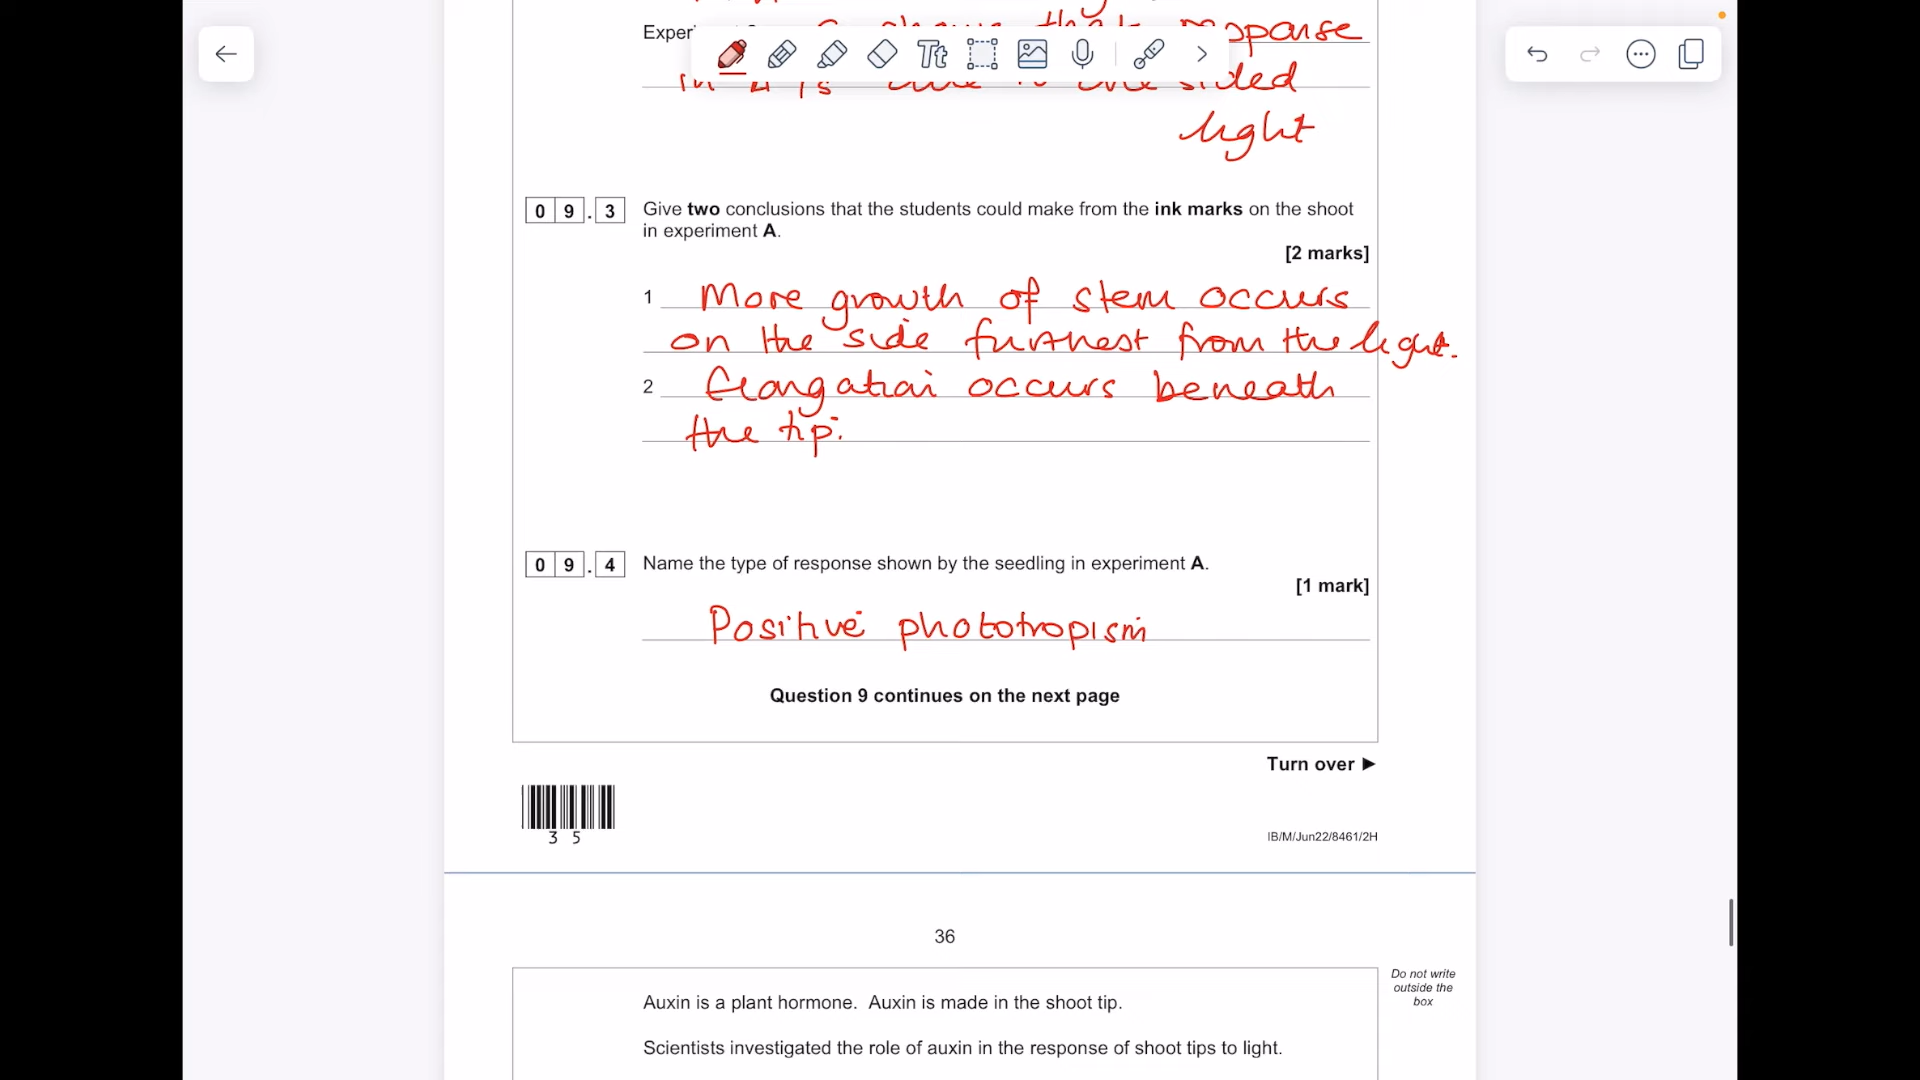 Exper
response
in A is due to one sided
light
0 9 . 3 Give two conclusions that the students could make from the ink marks on the shoot
in experiment A.
[2 marks]
1 More growth of stem occurs
on the side furthest from the light.
2 Elongation occurs beneath
the tip.
0 9 . 4 Name the type of response shown by the seedling in experiment A.
[1 mark]
Positive phototropism
Question 9 continues on the next page
Turn over ►
3 5
IB/M/Jun22/8461/2H
36
Do not write
outside the
box
Auxin is a plant hormone. Auxin is made in the shoot tip.
Scientists investigated the role of auxin in the response of shoot tips to light.